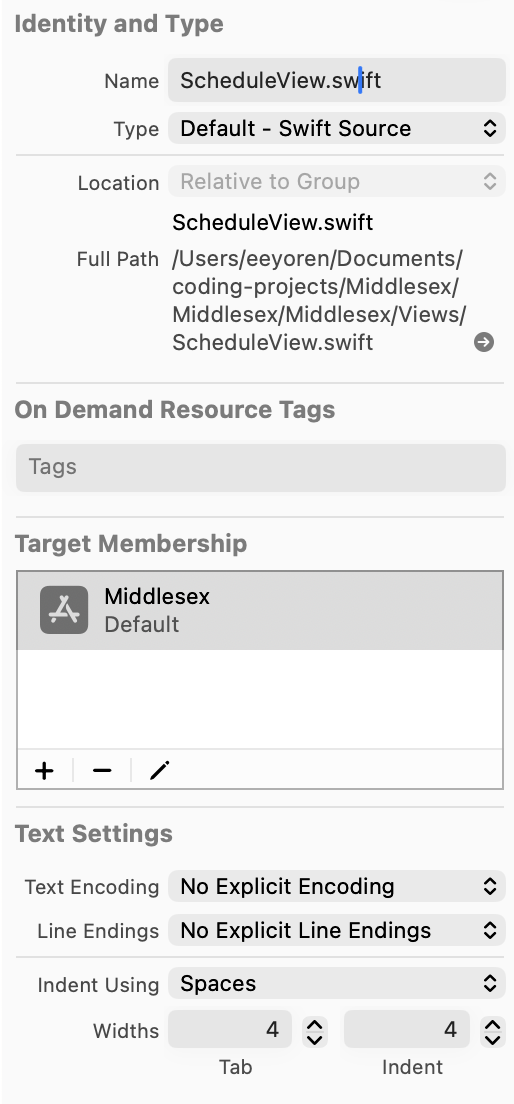 Identity and Type
Name ScheduleView.swift
Type Default - Swift Source
Location Relative to Group
ScheduleView.swift
Full Path /Users/eeyoren/Documents/
coding-projects/Middlesex/
Middlesex/Middlesex/Views/
ScheduleView.swift
On Demand Resource Tags
Tags
Target Membership
Middlesex
Default
Text Settings
Text Encoding No Explicit Encoding
Line Endings No Explicit Line Endings
Indent Using Spaces
Widths 4 4
Tab Indent